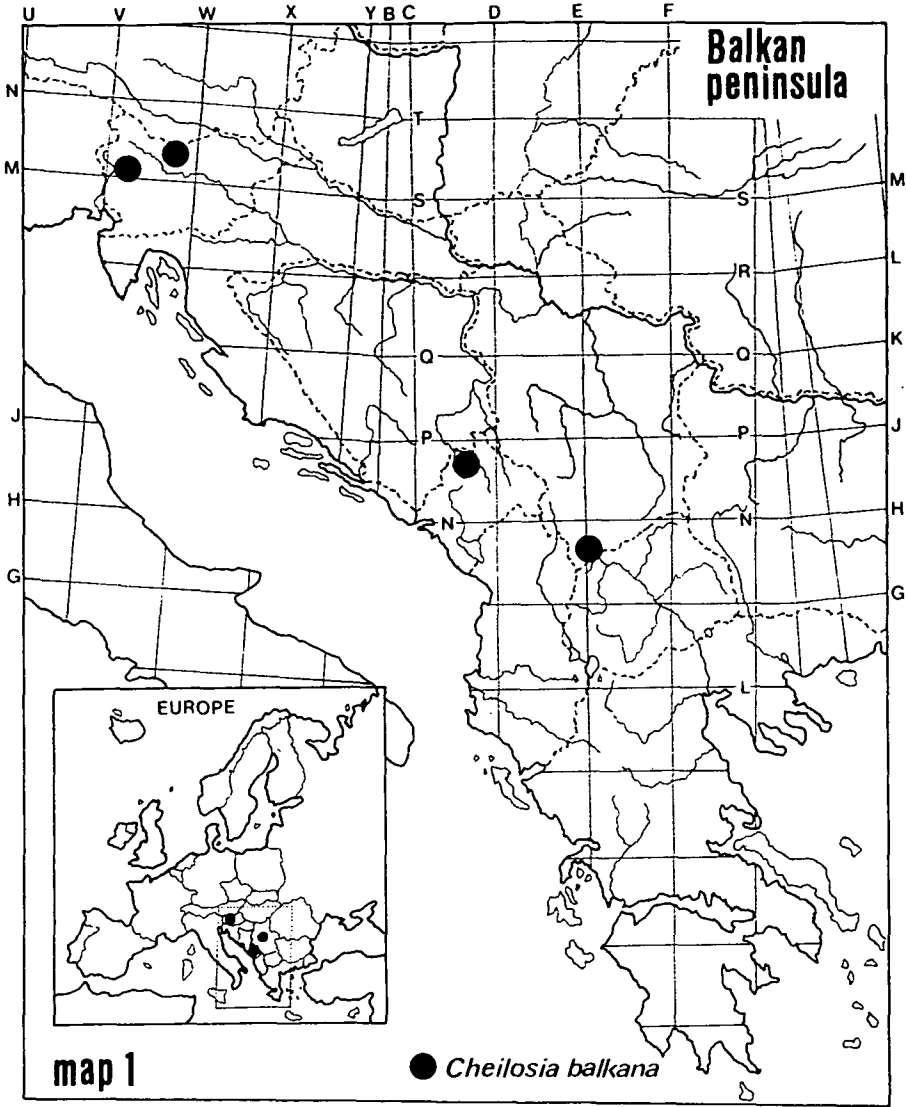 U V W X Y B C D E F
Balkan
peninsula
N
T
M
M
S
S
L
R
K
Q
Q
J
J
P
P
H
H
N
N
G
G
L
EUROPE
map 1
Cheilosia balkana